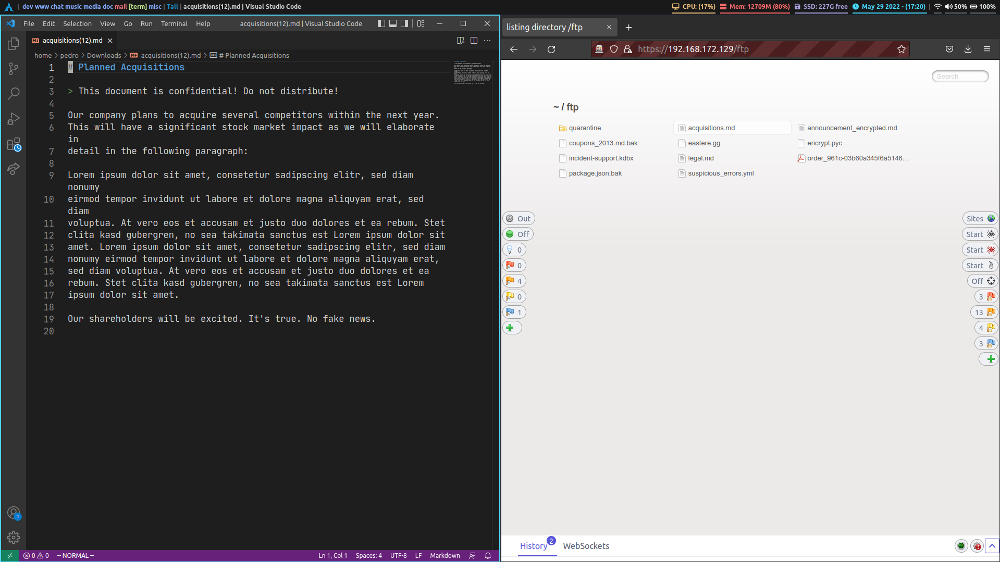 dev www chat music media doc mail [term] misc | Tall | acquisitions(12).md | Visual Studio Code
CPU: (17%) Mem: 12709M (80%) SSD: 227G free May 29 2022 - (17:20) | 50% 100%
File Edit Selection View Go Run Terminal Help acquisitions(12).md | Visual Studio Code
acquisitions(12).md
home > pedro > Downloads > acquisitions(12).md > # Planned Acquisitions
1 # Planned Acquisitions
2
3 > This document is confidential! Do not distribute!
4
5 Our company plans to acquire several competitors within the next year.
6 This will have a significant stock market impact as we will elaborate
in
7 detail in the following paragraph:
8
9 Lorem ipsum dolor sit amet, consetetur sadipscing elitr, sed diam
nonumy
10 eirmod tempor invidunt ut labore et dolore magna aliquyam erat, sed
diam
11 voluptua. At vero eos et accusam et justo duo dolores et ea rebum. Stet
12 clita kasd gubergren, no sea takimata sanctus est Lorem ipsum dolor sit
13 amet. Lorem ipsum dolor sit amet, consetetur sadipscing elitr, sed diam
14 nonumy eirmod tempor invidunt ut labore et dolore magna aliquyam erat,
15 sed diam voluptua. At vero eos et accusam et justo duo dolores et ea
16 rebum. Stet clita kasd gubergren, no sea takimata sanctus est Lorem
17 ipsum dolor sit amet.
18
19 Our shareholders will be excited. It's true. No fake news.
20
1
0 0 -- NORMAL -- Ln 1, Col 1 Spaces: 4 UTF-8 LF Markdown
listing directory /ftp
https://192.168.172.129/ftp
Search
~ / ftp
quarantine acquisitions.md announcement_encrypted.md
coupons_2013.md.bak eastere.gg encrypt.pyc
incident-support.kdbx legal.md order_961c-03b60a345f6a5146...
package.json.bak suspicious_errors.yml
Out Sites
Off Start
0 Start
0 Start
4 Off
0 3
1 13
4
3
History 2 WebSockets